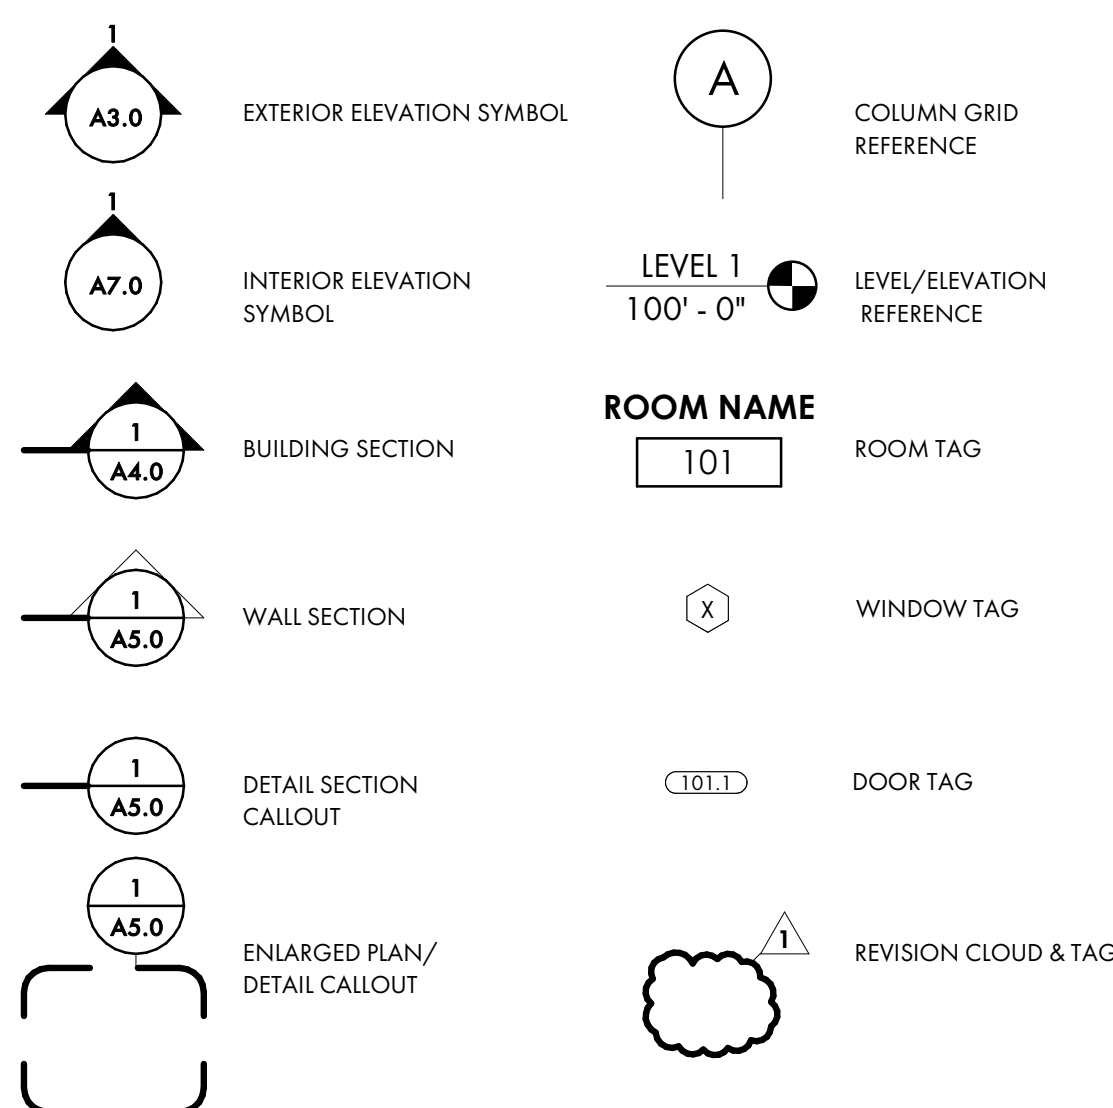 1
A3.0
EXTERIOR ELEVATION SYMBOL
1
A7.0
INTERIOR ELEVATION
SYMBOL
1
A4.0
BUILDING SECTION
1
A5.0
WALL SECTION
1
A5.0
DETAIL SECTION
CALLOUT
1
A5.0
ENLARGED PLAN/
DETAIL CALLOUT
A
COLUMN GRID
REFERENCE
LEVEL 1
100' - 0"
LEVEL/ELEVATION
REFERENCE
ROOM NAME
101
ROOM TAG
X
WINDOW TAG
101.1
DOOR TAG
1
REVISION CLOUD & TAG